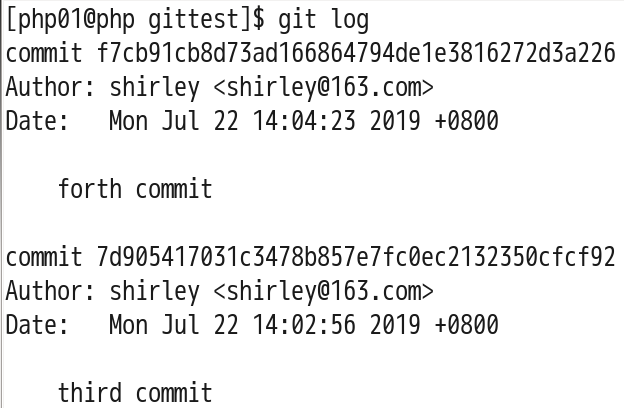 [php01@php gittest]$ git log
commit f7cb91cb8d73ad166864794de1e3816272d3a226
Author: shirley <shirley@163.com>
Date:   Mon Jul 22 14:04:23 2019 +0800
forth commit
commit 7d905417031c3478b857e7fc0ec2132350cfcf92
Author: shirley <shirley@163.com>
Date:   Mon Jul 22 14:02:56 2019 +0800
third commit